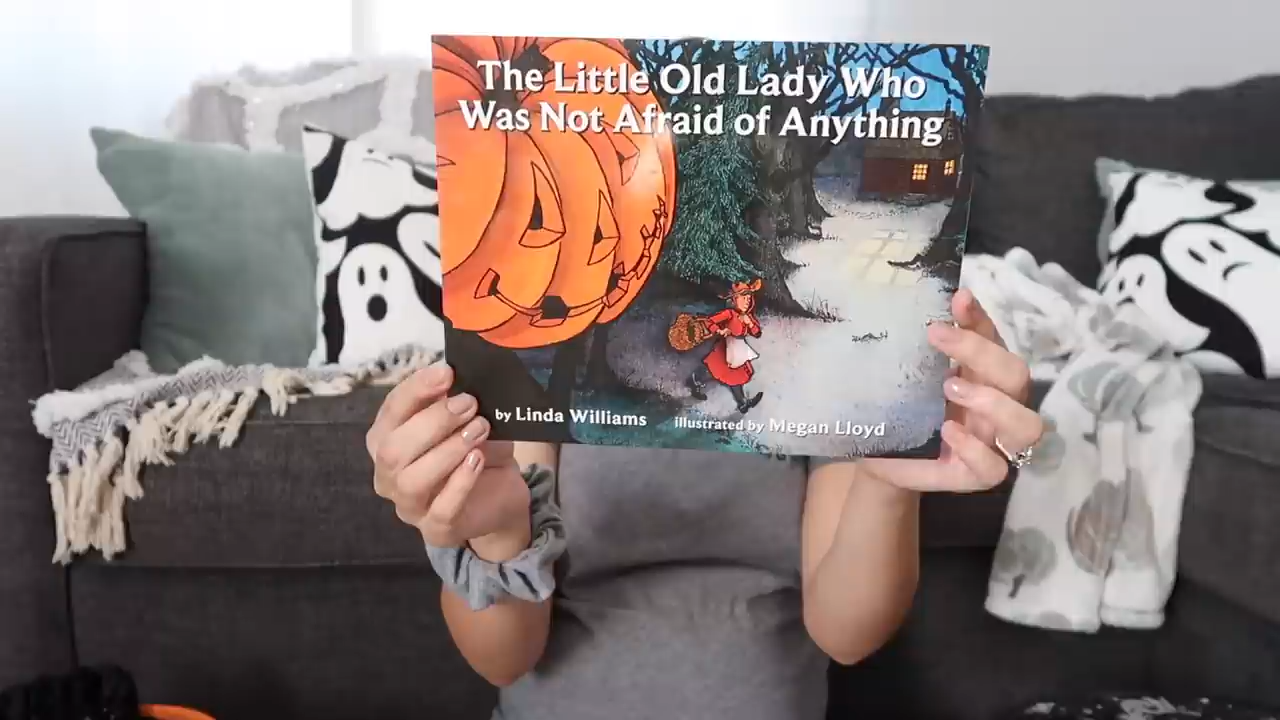 The Little Old Lady Who
Was Not Afraid of Anything
by Linda Williams
illustrated by Megan Lloyd